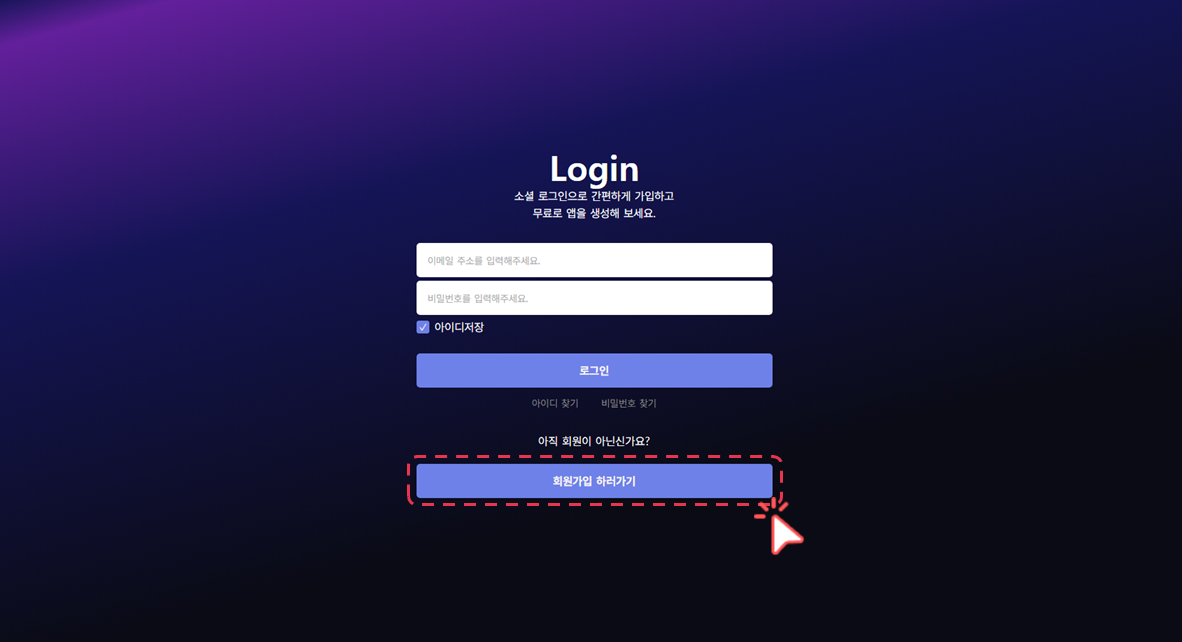 Login
소셜 로그인으로 간편하게 가입하고
무료로 앱을 생성해 보세요.
이메일 주소를 입력해주세요.
비밀번호를 입력해주세요.
아이디저장
로그인
아이디 찾기 비밀번호 찾기
아직 회원이 아닌신가요?
회원가입 하러가기